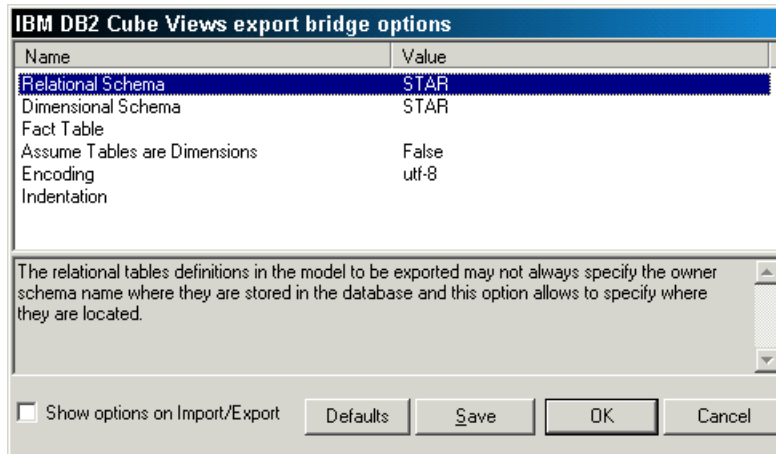 IBM DB2 Cube Views export bridge options
Name Value
Relational Schema STAR
Dimensional Schema STAR
Fact Table
Assume Tables are Dimensions False
Encoding utf-8
Indentation
The relational tables definitions in the model to be exported may not always specify the owner
schema name where they are stored in the database and this option allows to specify where
they are located.
Show options on Import/Export Defaults Save OK Cancel